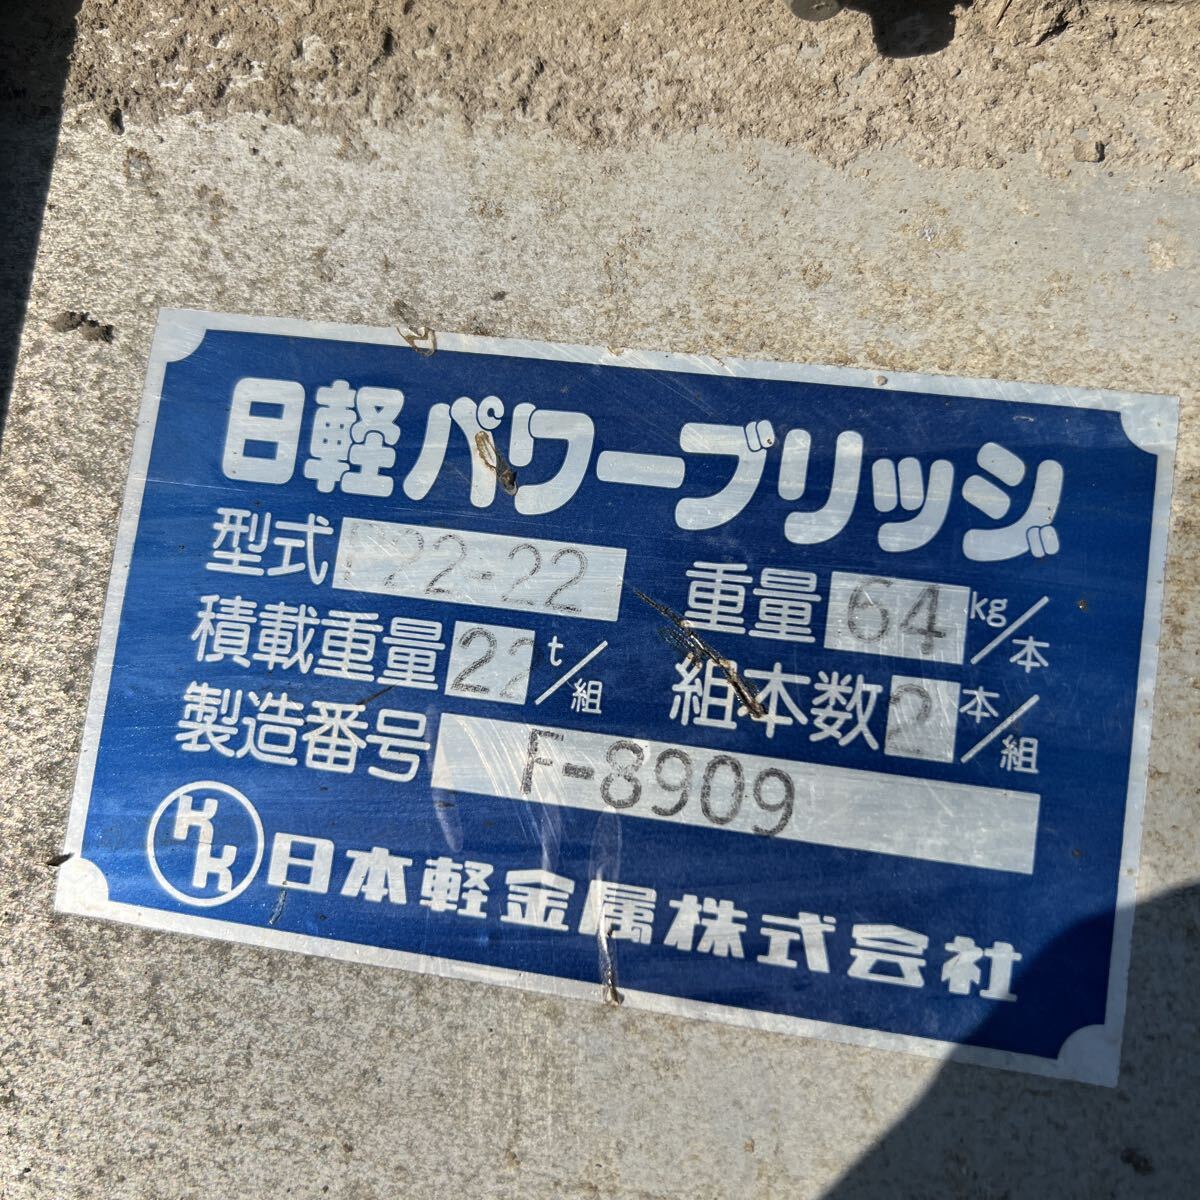 日軽パワーブリッジ
型式 P22-22 重量 64 kg/本
積載重量 22 t/組 組本数 2 本/組
製造番号 F-8909
KK 日本軽金属株式会社